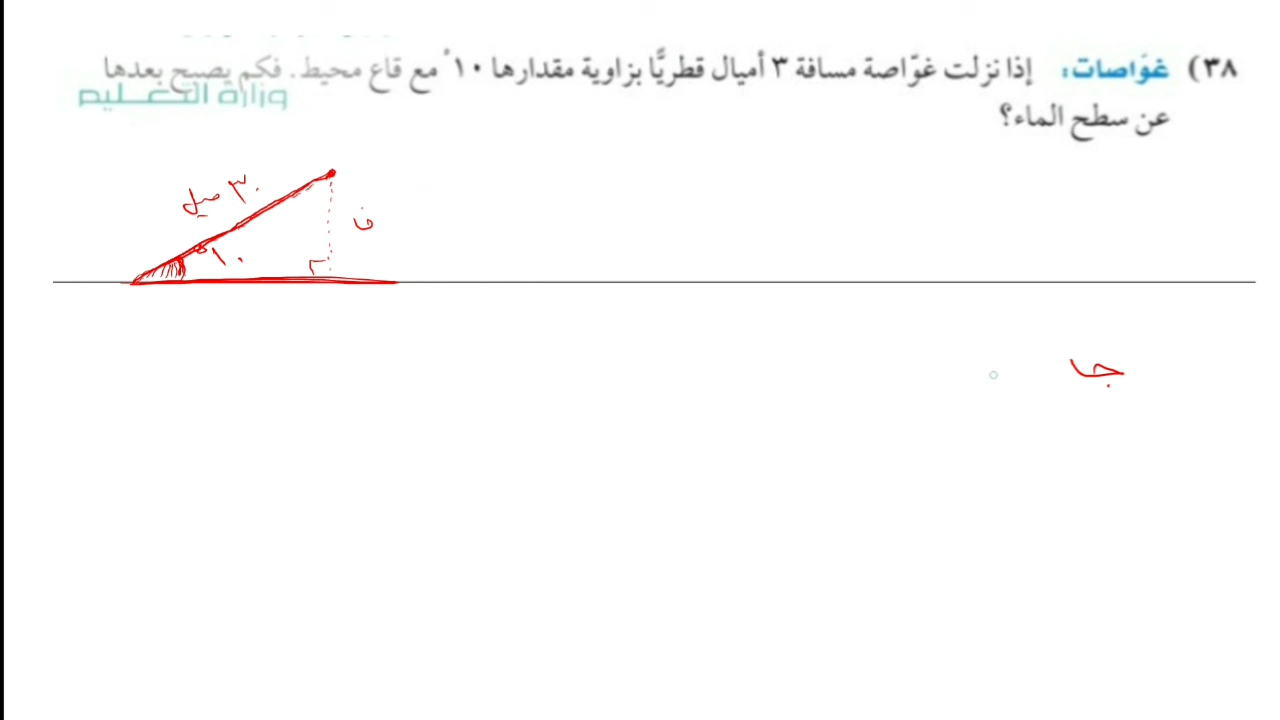 ٣٨) غوّاصات: إذا نزلت غوّاصة مسافة ٣ أميال قطريًّا بزاوية مقدارها ١٠° مع قاع محيط. فكم يصبح بعدها
وزارة التعليم
عن سطح الماء؟
٣٠ ميل
ف
١٠
جا